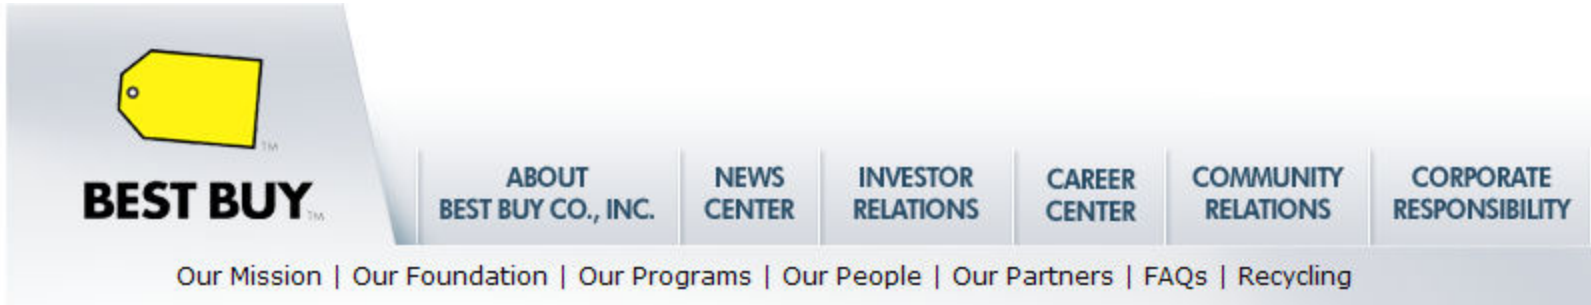 BEST BUY™
ABOUT
BEST BUY CO., INC.
NEWS
CENTER
INVESTOR
RELATIONS
CAREER
CENTER
COMMUNITY
RELATIONS
CORPORATE
RESPONSIBILITY
Our Mission | Our Foundation | Our Programs | Our People | Our Partners | FAQs | Recycling